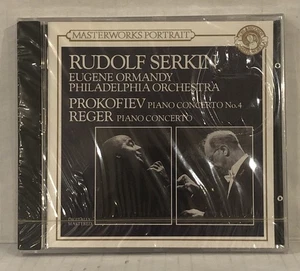 MASTERWORKS PORTRAIT
RUDOLF SERKIN
EUGENE ORMANDY
PHILADELPHIA ORCHESTRA
PROKOFIEV PIANO CONCERTO No. 4
REGER PIANO CONCERTO